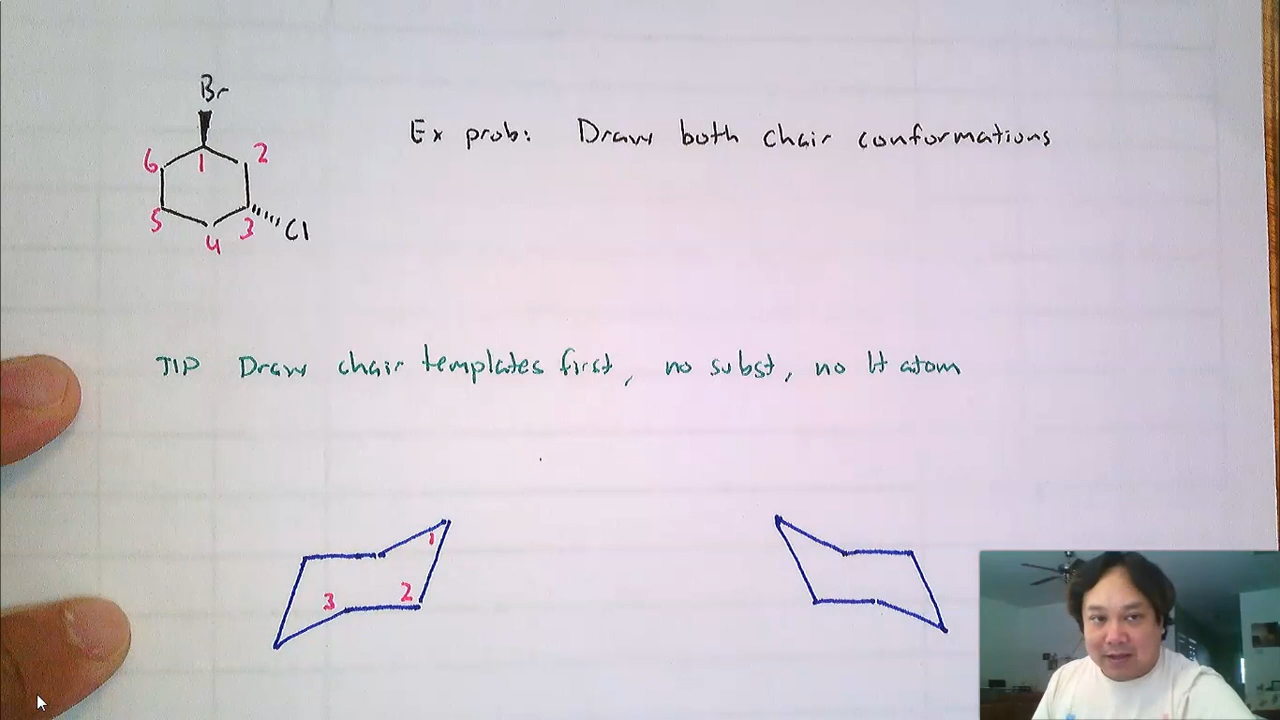 Br
Ex prob: Draw both chair conformations
6 1 2
5 4 3 Cl
TIP Draw chair templates first, no subst, no H atom
1
3 2